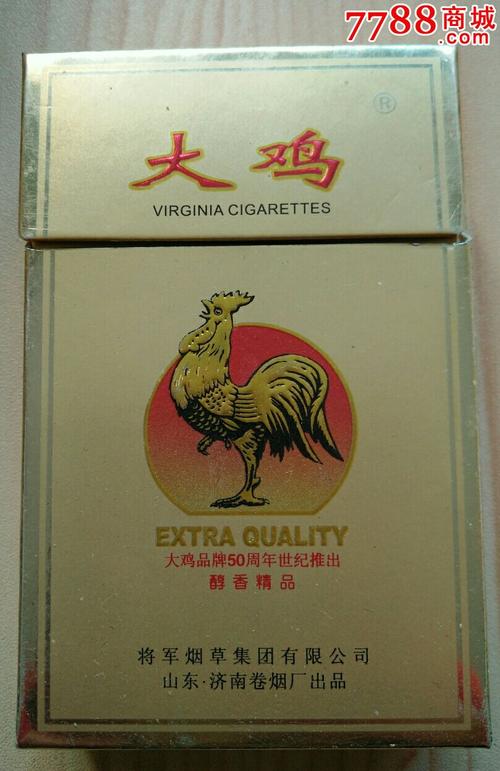 7788商城
7788.com
®
大鸡
VIRGINIA CIGARETTES
EXTRA QUALITY
大鸡品牌50周年世纪推出
醇香精品
将军烟草集团有限公司
山东·济南卷烟厂出品